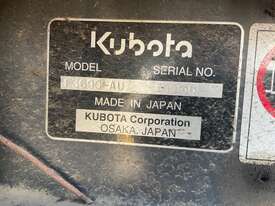 Kubota
MODEL SERIAL NO.
MADE IN JAPAN
KUBOTA Corporation
OSAKA, JAPAN